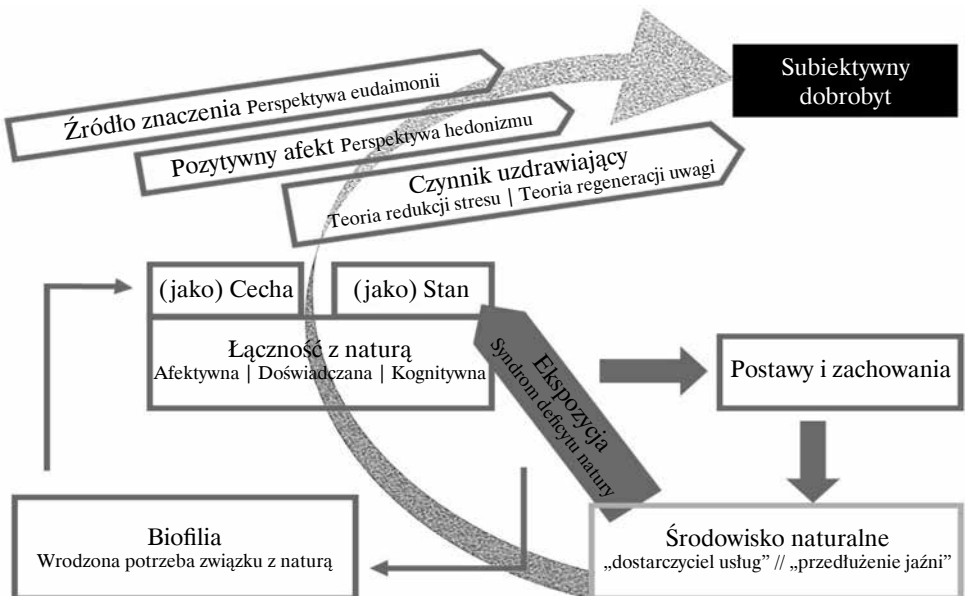 Subiektywny
dobrobyt
Źródło znaczenia Perspektywa eudaimonii
Pozytywny afekt Perspektywa hedonizmu
Czynnik uzdrawiający
Teoria redukcji stresu | Teoria regeneracji uwagi
(jako) Cecha
(jako) Stan
Łączność z naturą
Afektywna | Doświadczana | Kognitywna
Ekspozycja
Syndrom deficytu natury
Postawy i zachowania
Biofilia
Wrodzona potrzeba związku z naturą
Środowisko naturalne
„dostarczyciel usług” // „przedłużenie jaźni”